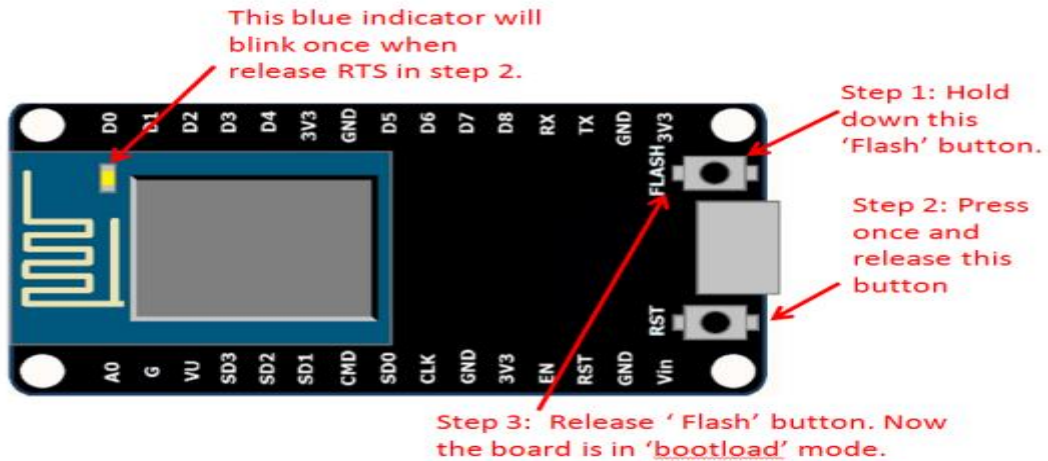 This blue indicator will
blink once when
release RTS in step 2.
Step 1: Hold
down this
‘Flash’ button.
D0 D1 D2 D3 D4 3V3 GND D5 D6 D7 D8 RX TX GND 3V3
FLASH
Step 2: Press
once and
release this
button
RST
A0 G VU SD3 SD2 SD1 CMD SD0 CLK GND 3V3 EN RST GND Vin
Step 3: Release ‘ Flash’ button. Now
the board is in ‘bootload’ mode.